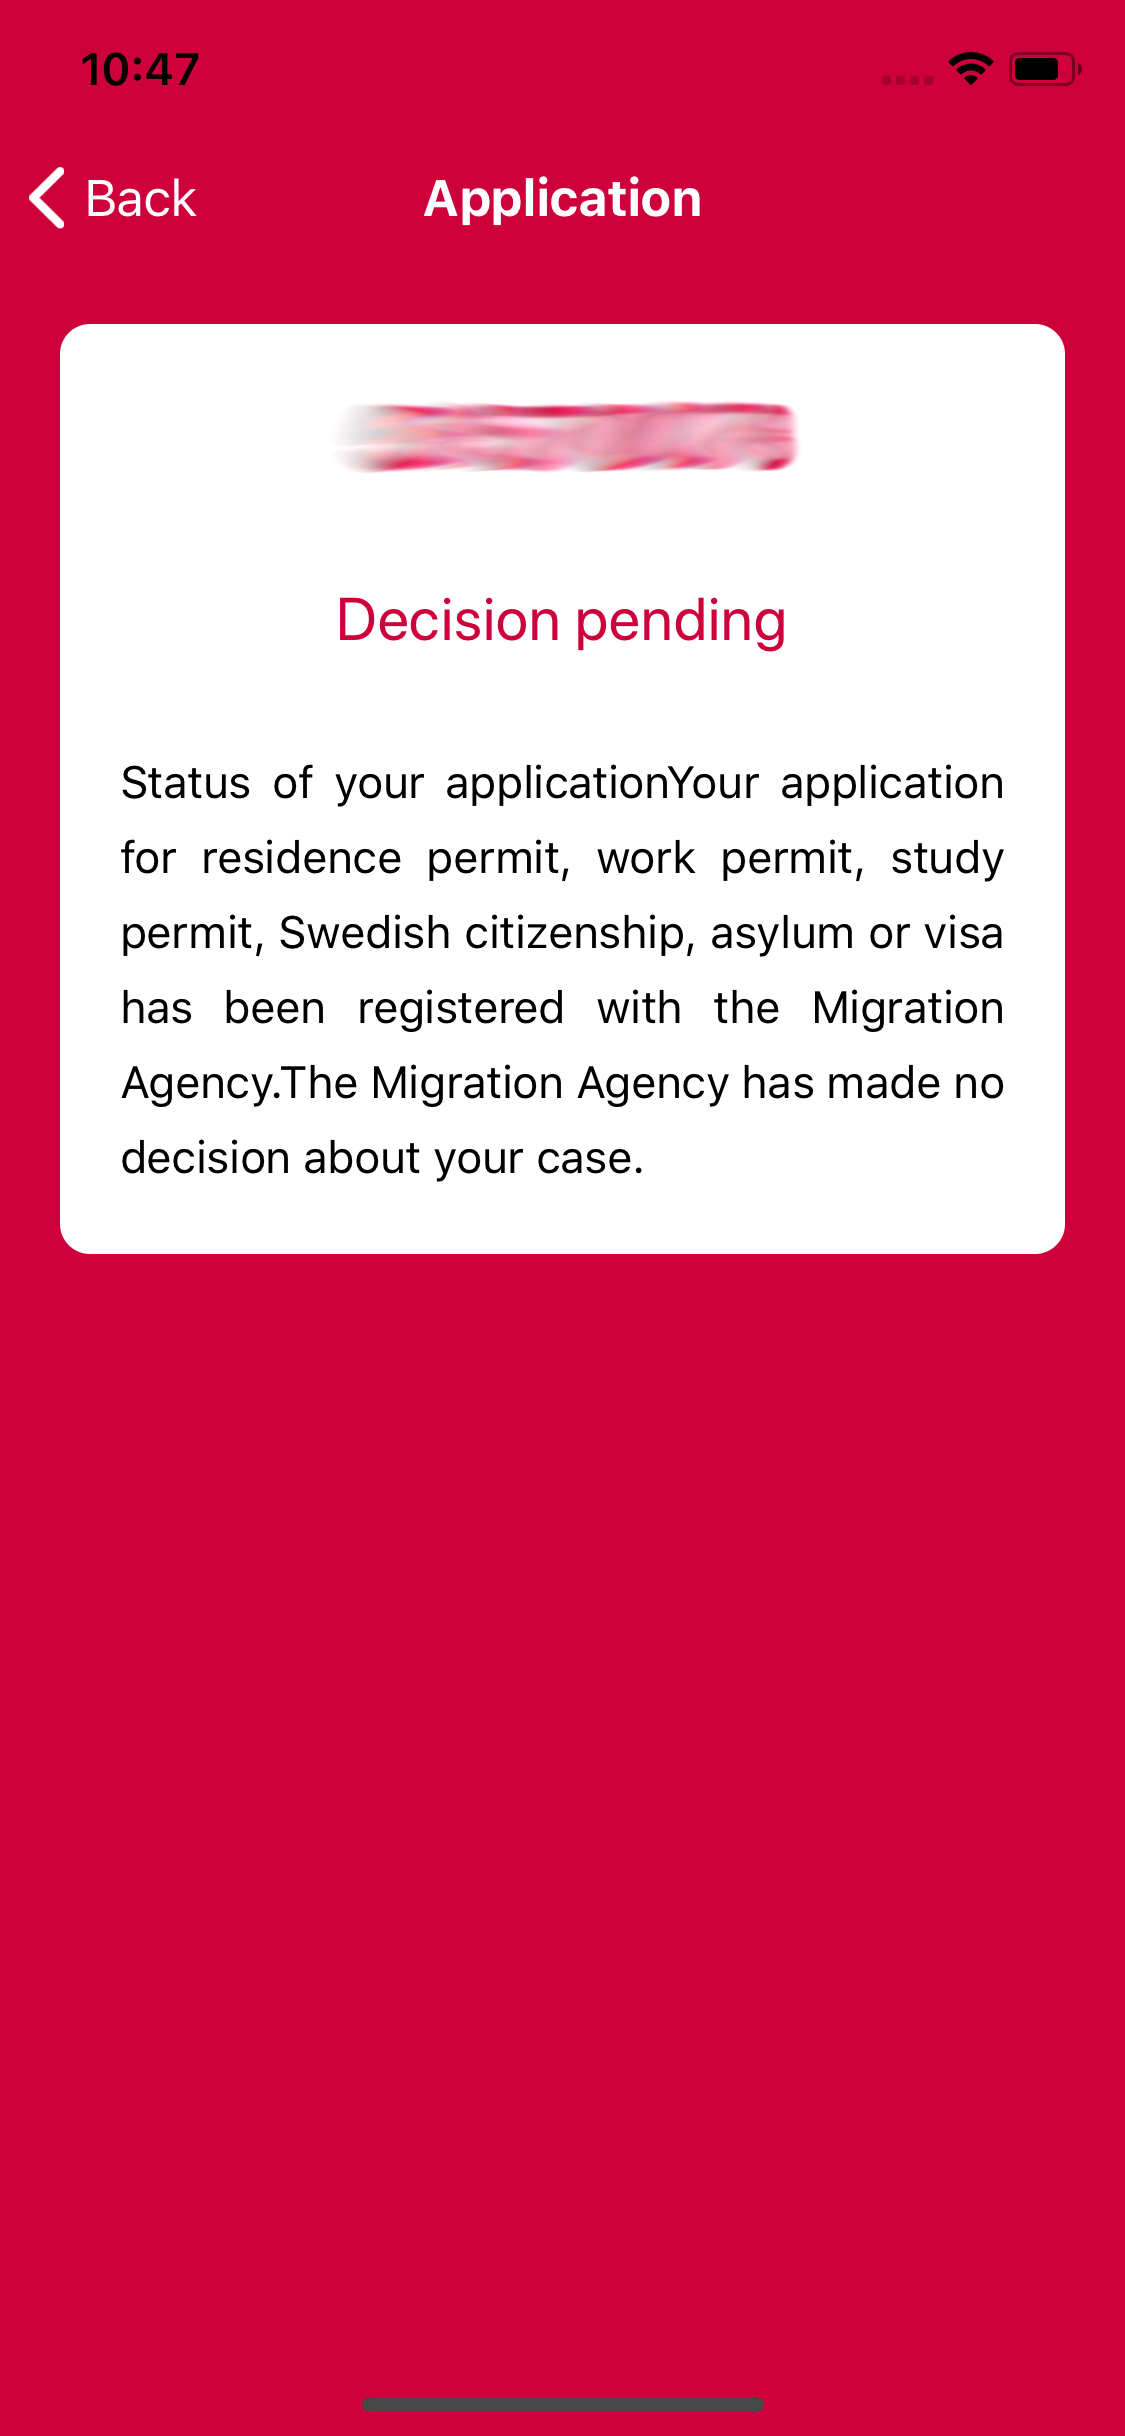 10:47
Back
Application
Decision pending
Status of your applicationYour application
for residence permit, work permit, study
permit, Swedish citizenship, asylum or visa
has been registered with the Migration
Agency.The Migration Agency has made no
decision about your case.